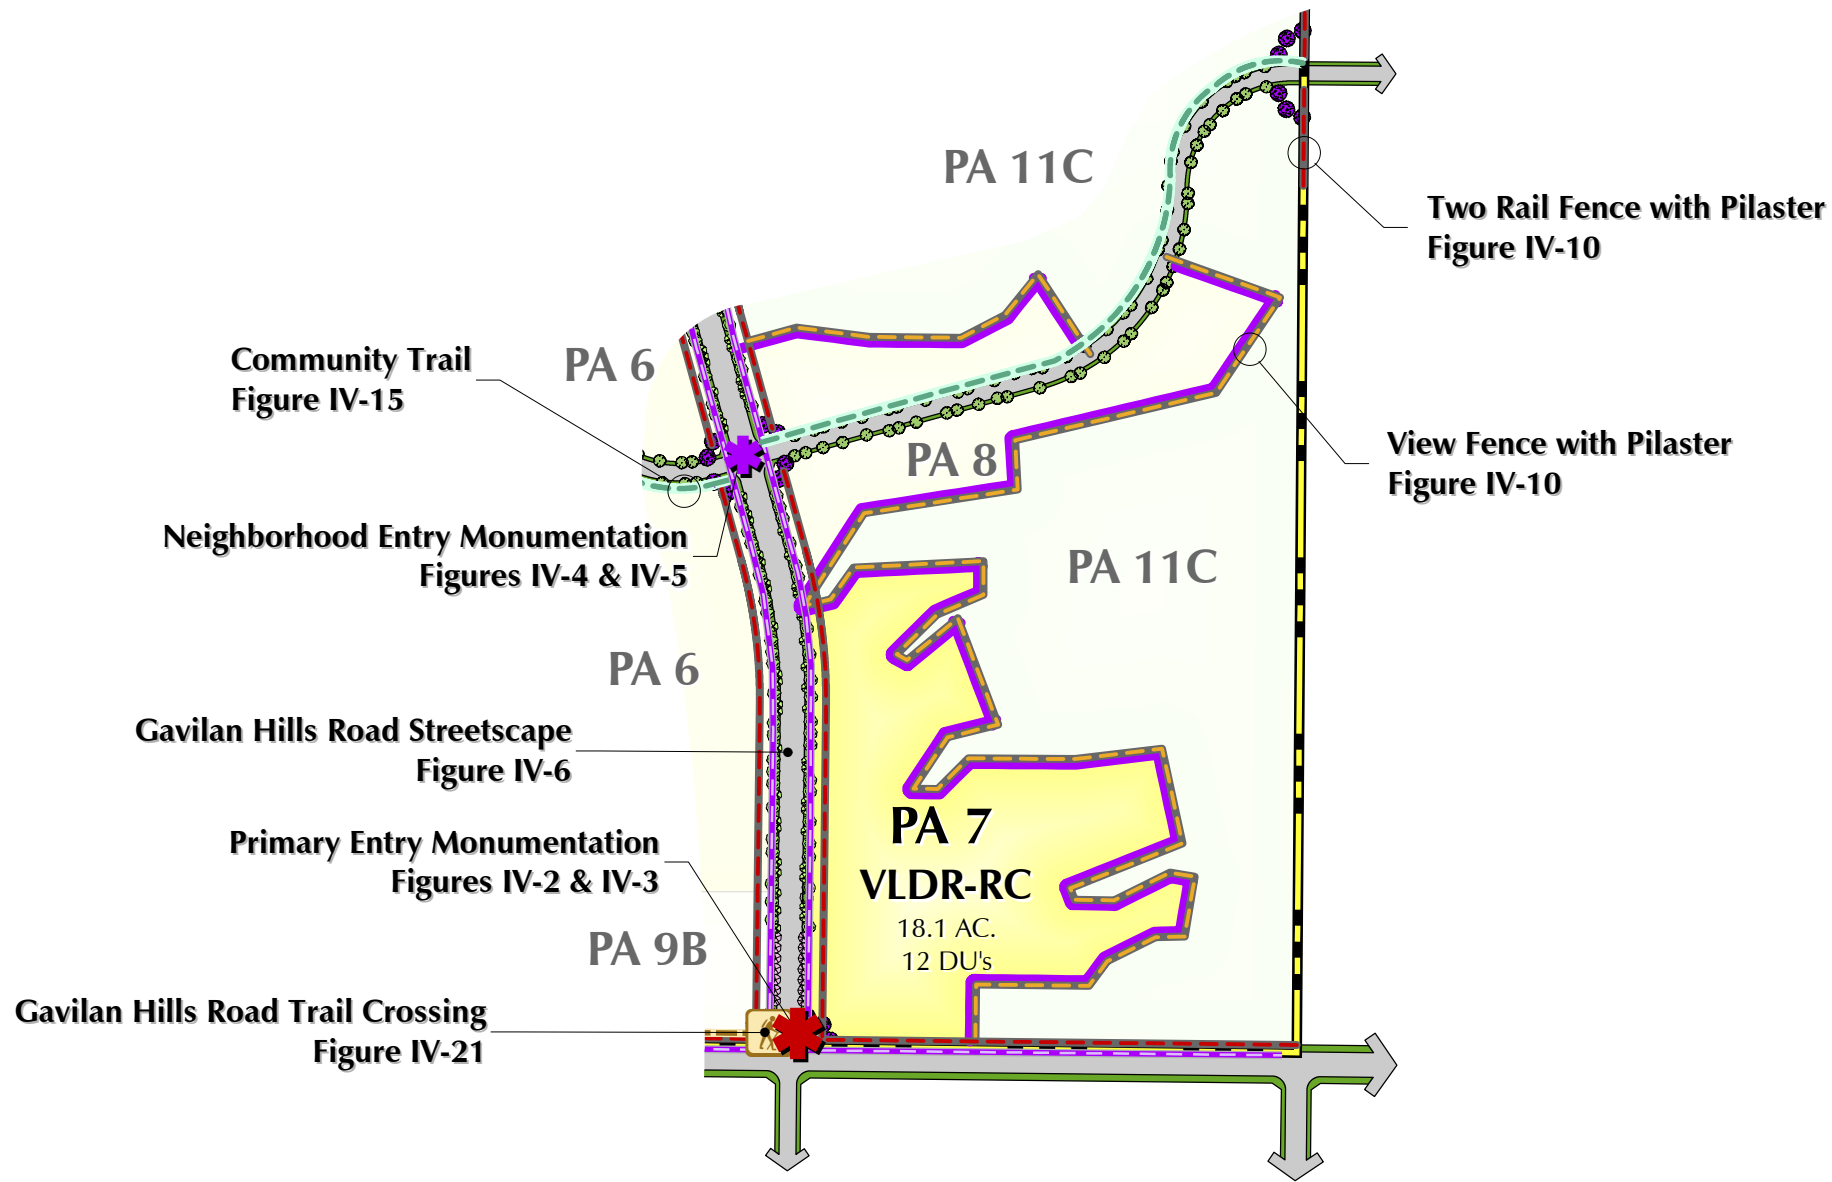 PA 11C
Two Rail Fence with Pilaster
Figure IV-10
Community Trail
Figure IV-15
PA 6
View Fence with Pilaster
Figure IV-10
PA 8
Neighborhood Entry Monumentation
Figures IV-4 & IV-5
PA 11C
PA 6
Gavilan Hills Road Streetscape
Figure IV-6
PA 7
VLDR-RC
18.1 AC.
12 DU's
Primary Entry Monumentation
Figures IV-2 & IV-3
PA 9B
Gavilan Hills Road Trail Crossing
Figure IV-21